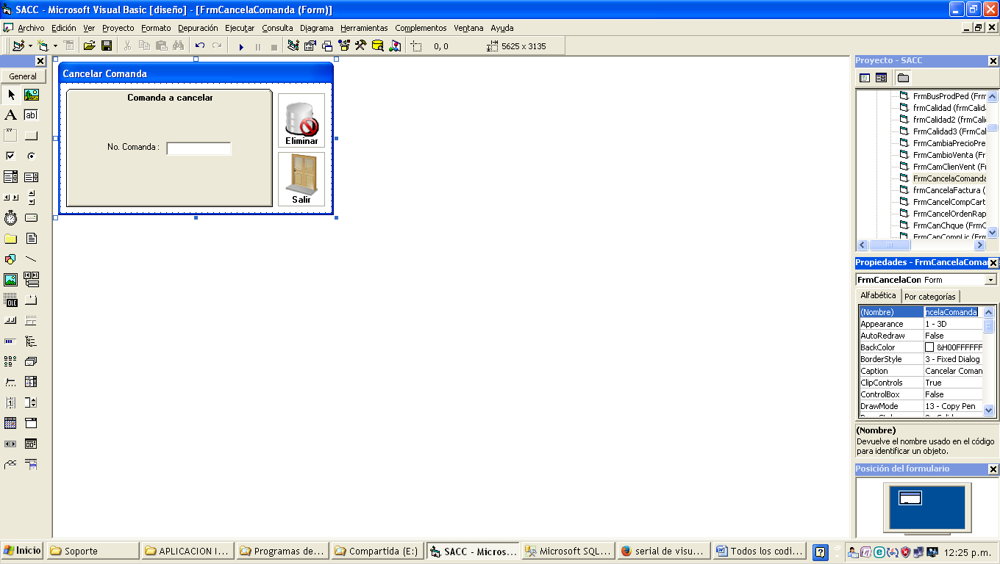 SACC - Microsoft Visual Basic [diseño] - [FrmCancelaComanda (Form)]
Archivo Edición Ver Proyecto Formato Depuración Ejecutar Consulta Diagrama Herramientas Complementos Ventana Ayuda
0, 0 5625 x 3135
General
A ab|
xv
OLE
Cancelar Comanda
Comanda a cancelar
No. Comanda :
Eliminar
Salir
Proyecto - SACC
FrmBusProdPed (Frm
frmCalidad (frmCalida
frmCalidad2 (frmCali
FrmCalidad3 (FrmCal
FrmCambiaPrecioPre
FrmCambioVenta (Fr
FrmCamClienVent (Fr
FrmCancelaComanda
frmCancelaFactura (
FrmCancelCompCart
FrmCancelOrdenRap
FrmCanChque (FrmC
FrmCanCompLic (Frm
Propiedades - FrmCancelaComan
FrmCancelaCon Form
Alfabética Por categorías
(Nombre) ncelaComanda
Appearance 1 - 3D
AutoRedraw False
BackColor &H00FFFFFF
BorderStyle 3 - Fixed Dialog
Caption Cancelar Coman
ClipControls True
ControlBox False
DrawMode 13 - Copy Pen
(Nombre)
Devuelve el nombre usado en el código
para identificar un objeto.
Posición del formulario
Inicio Soporte APLICACION I... Programas de... Compartida (E:) SACC - Micros... Microsoft SQL... serial de visu... Todos los codi... 12:25 p.m.